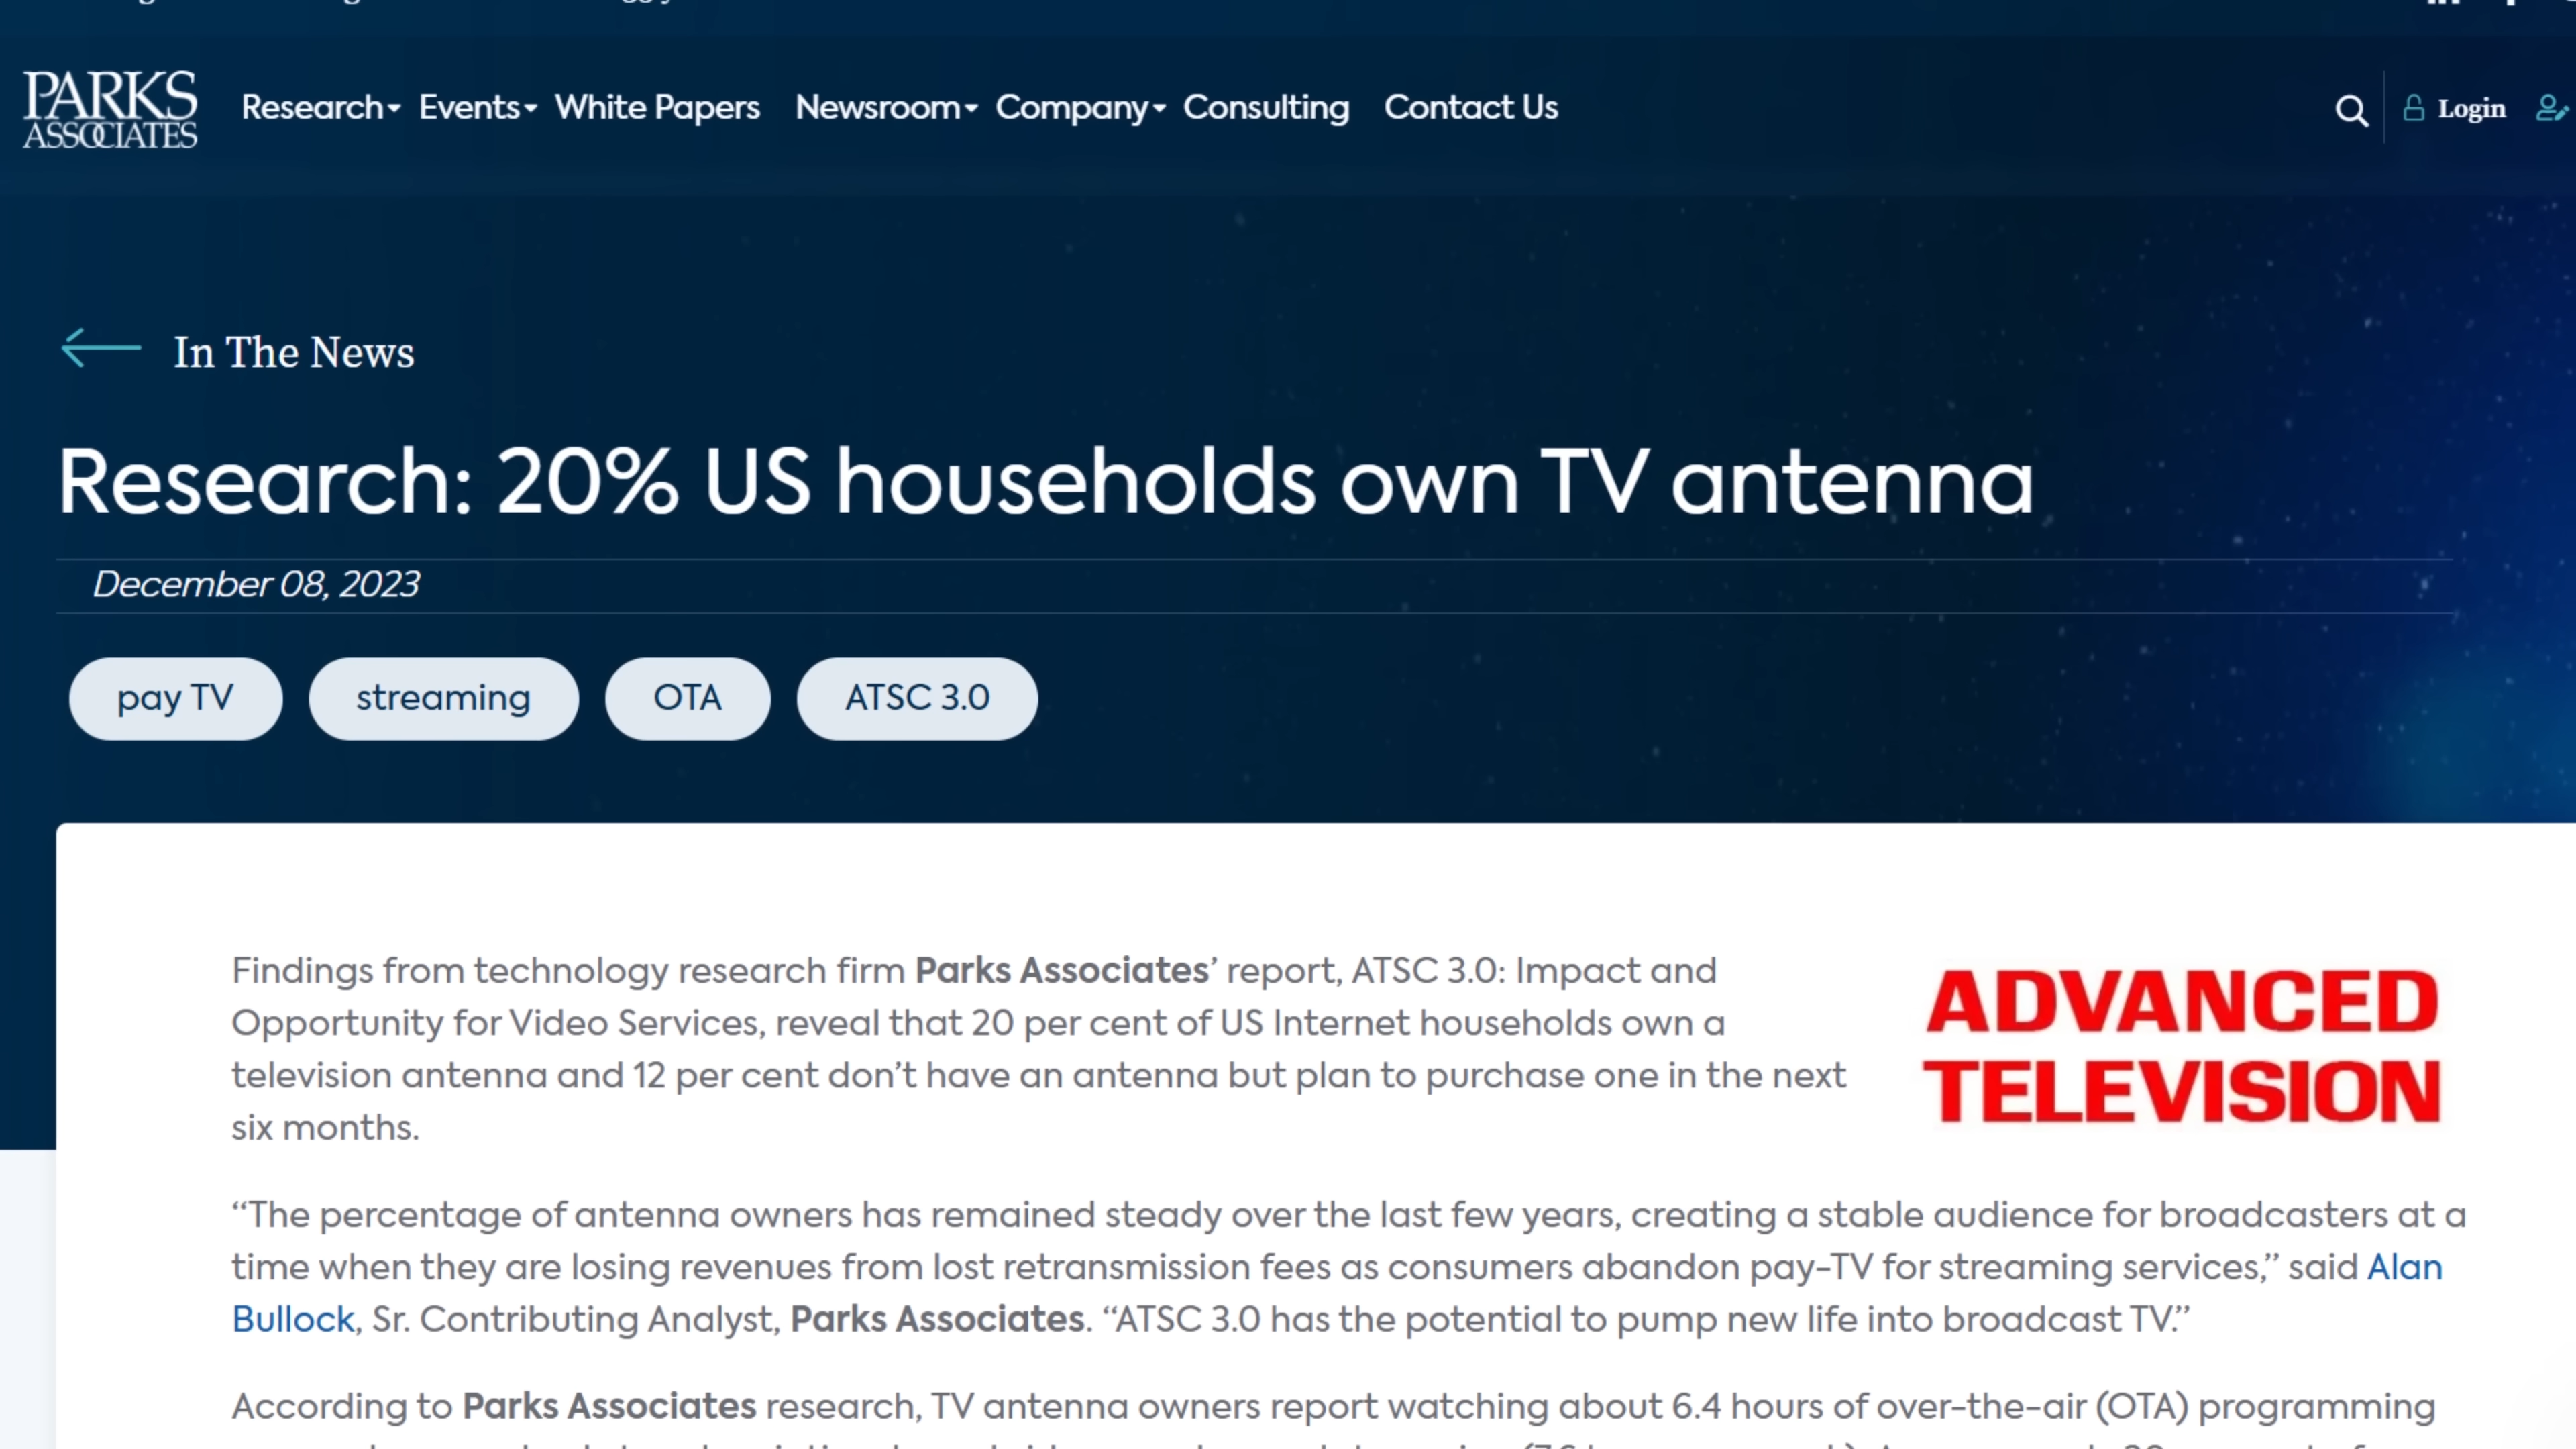 PARKS
ASSOCIATES
Research Events White Papers Newsroom Company Consulting Contact Us
Login
In The News
Research: 20% US households own TV antenna
December 08, 2023
pay TV streaming OTA ATSC 3.0
Findings from technology research firm Parks Associates’ report, ATSC 3.0: Impact and
Opportunity for Video Services, reveal that 20 per cent of US Internet households own a
television antenna and 12 per cent don’t have an antenna but plan to purchase one in the next
six months.
ADVANCED
TELEVISION
“The percentage of antenna owners has remained steady over the last few years, creating a stable audience for broadcasters at a
time when they are losing revenues from lost retransmission fees as consumers abandon pay-TV for streaming services,” said Alan
Bullock, Sr. Contributing Analyst, Parks Associates. “ATSC 3.0 has the potential to pump new life into broadcast TV.”
According to Parks Associates research, TV antenna owners report watching about 6.4 hours of over-the-air (OTA) programming